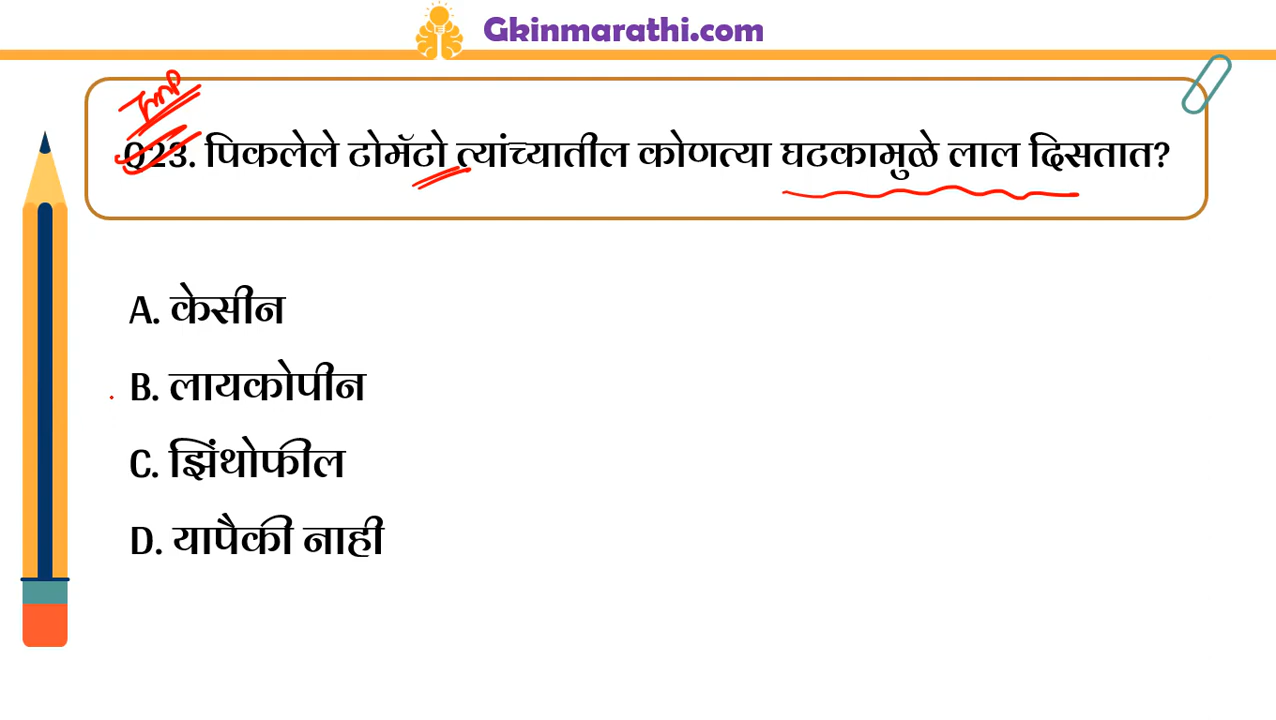 Gkinmarathi.com
Imp
Q23. पिकलेले टोमॅटो त्यांच्यातील कोणत्या घटकामुळे लाल दिसतात?
A. केसीन
B. लायकोपीन
C. झिंथोफील
D. यापैकी नाही